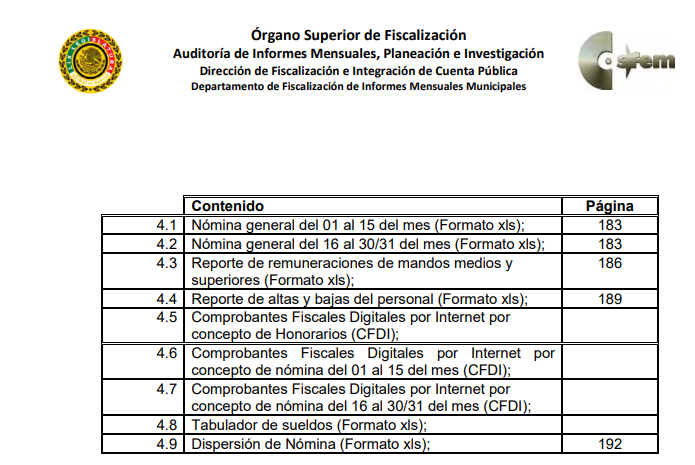 Órgano Superior de Fiscalización
Auditoría de Informes Mensuales, Planeación e Investigación
Dirección de Fiscalización e Integración de Cuenta Pública
Departamento de Fiscalización de Informes Mensuales Municipales
osfem
Contenido Página
4.1 Nómina general del 01 al 15 del mes (Formato xls); 183
4.2 Nómina general del 16 al 30/31 del mes (Formato xls); 183
4.3 Reporte de remuneraciones de mandos medios y 186
superiores (Formato xls);
4.4 Reporte de altas y bajas del personal (Formato xls); 189
4.5 Comprobantes Fiscales Digitales por Internet por
concepto de Honorarios (CFDI);
4.6 Comprobantes Fiscales Digitales por Internet por
concepto de nómina del 01 al 15 del mes (CFDI);
4.7 Comprobantes Fiscales Digitales por Internet por
concepto de nómina del 16 al 30/31 del mes (CFDI);
4.8 Tabulador de sueldos (Formato xls);
4.9 Dispersión de Nómina (Formato xls); 192